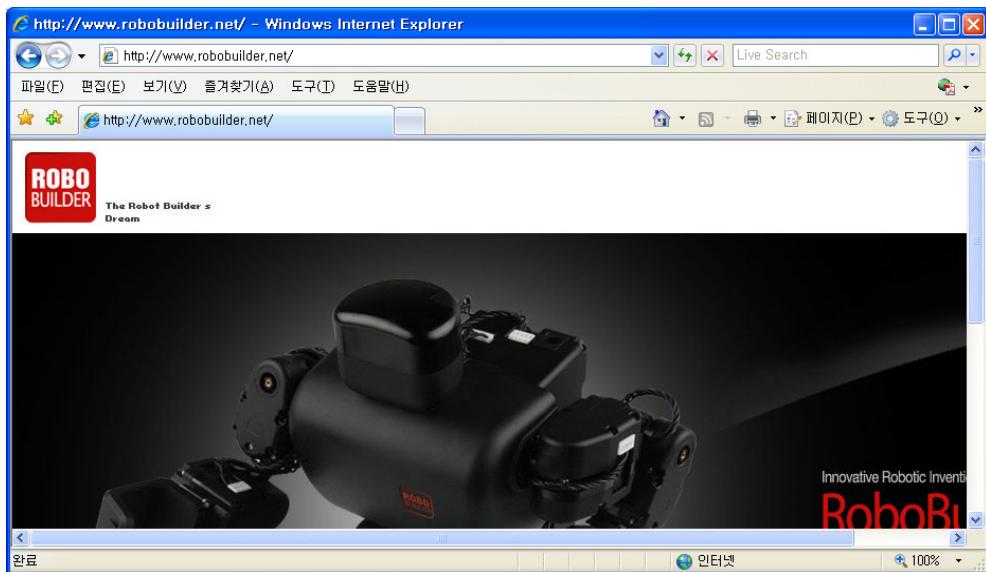 http://www.robobuilder.net/ - Windows Internet Explorer
http://www.robobuilder.net/
Live Search
파일(F) 편집(E) 보기(V) 즐겨찾기(A) 도구(T) 도움말(H)
http://www.robobuilder.net/
페이지(P) 도구(O)
ROBO
BUILDER
The Robot Builder s
Dream
ROBO
Innovative Robotic Inventi
RoboBu
완료 인터넷 100%